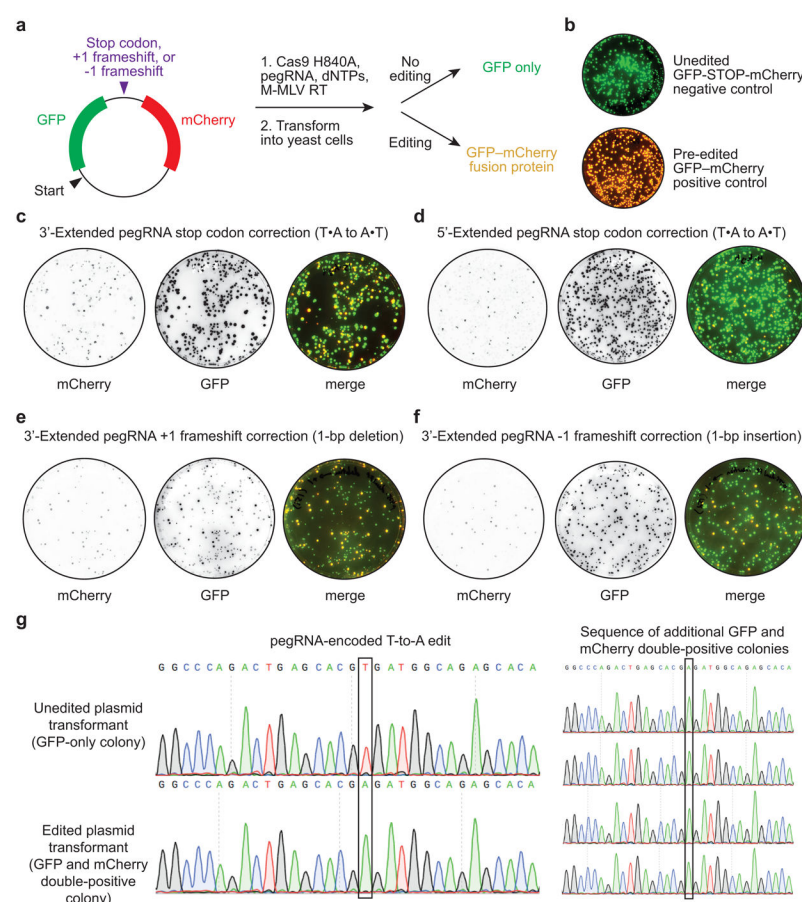 a
Stop codon,
+1 frameshift, or
-1 frameshift
GFP
mCherry
Start
1. Cas9 H840A,
pegRNA, dNTPs,
M-MLV RT
2. Transform
into yeast cells
No
editing
GFP only
Editing
GFP–mCherry
fusion protein
b
Unedited
GFP-STOP-mCherry
negative control
Pre-edited
GFP–mCherry
positive control
c
3'-Extended pegRNA stop codon correction (T•A to A•T)
mCherry
GFP
merge
d
5'-Extended pegRNA stop codon correction (T•A to A•T)
mCherry
GFP
merge
e
3'-Extended pegRNA +1 frameshift correction (1-bp deletion)
mCherry
GFP
merge
f
3'-Extended pegRNA -1 frameshift correction (1-bp insertion)
mCherry
GFP
merge
g
pegRNA-encoded T-to-A edit
G G C C C A G A C T G A G C A C G T G A T G G C A G A G C A C A
Unedited plasmid
transformant
(GFP-only colony)
G G C C C A G A C T G A G C A C G A G A T G G C A G A G C A C A
Edited plasmid
transformant
(GFP and mCherry
double-positive
colony)
Sequence of additional GFP and
mCherry double-positive colonies
G G C C C A G A C T G A G C A C G A G A T G G C A G A G C A C A